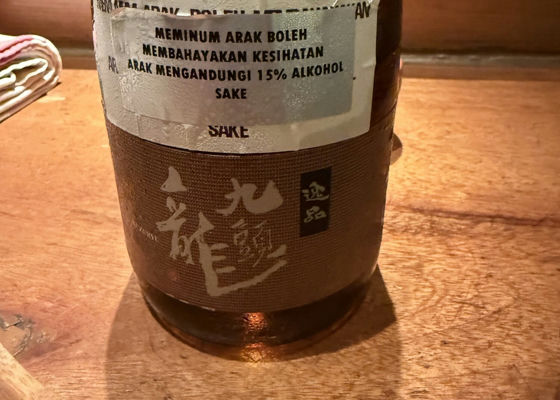 MEMINUM ARAK BOLEH
MEMBAHAYAKAN KESIHATAN
ARAK MENGANDUNGI 15% ALKOHOL
SAKE
SAKE
九頭龍
逸品